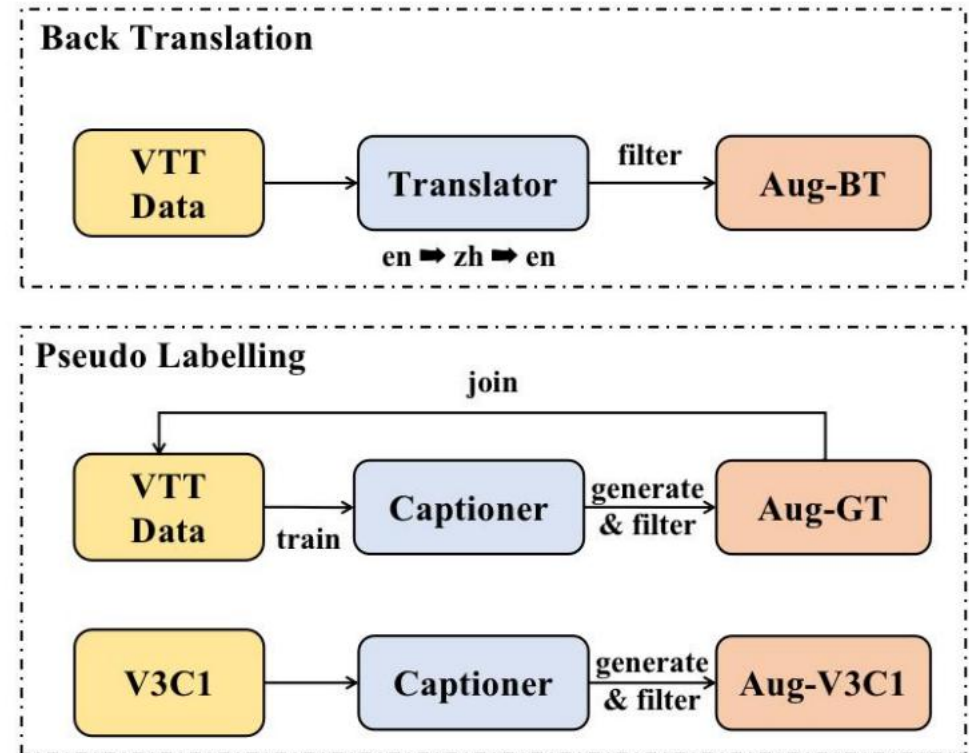 Back Translation
VTT
Data
Translator
filter
Aug-BT
en ➡ zh ➡ en
Pseudo Labelling
join
VTT
Data
train
Captioner
generate
& filter
Aug-GT
V3C1
Captioner
generate
& filter
Aug-V3C1